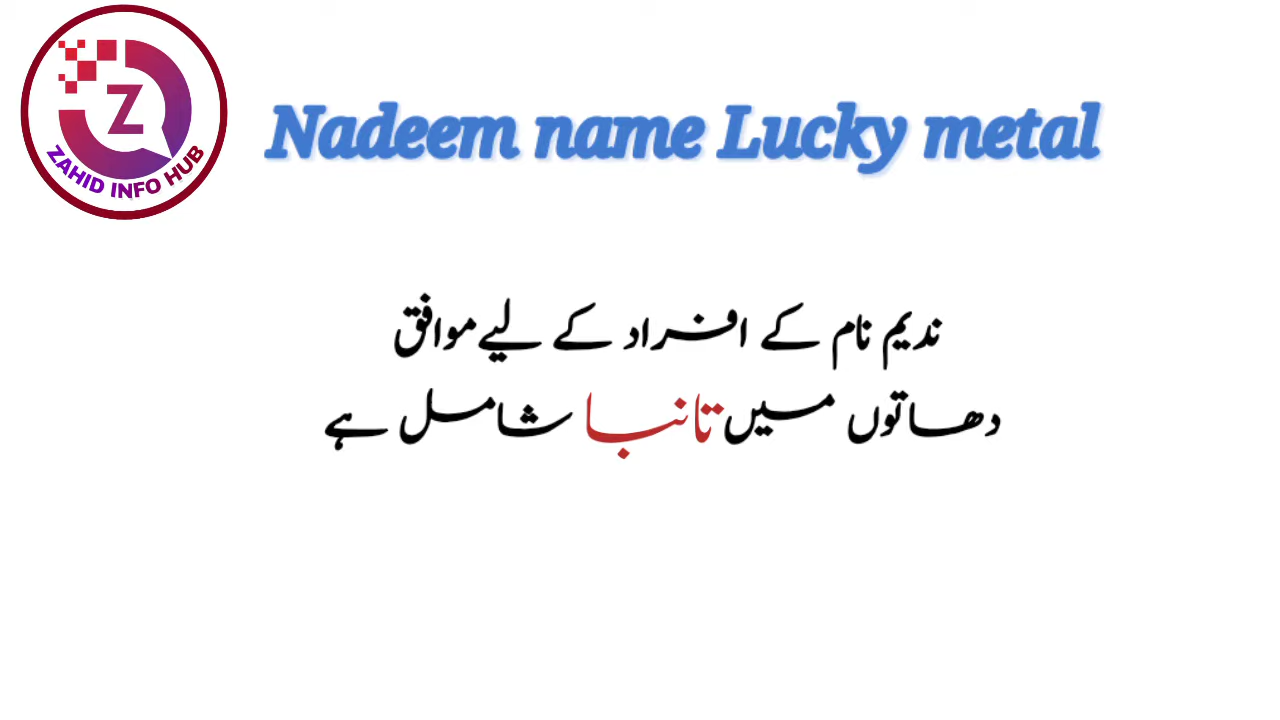 Z
ZAHID INFO HUB
Nadeem name Lucky metal
ندیم نام کے افراد کے لیے موافق
دھاتوں میں تانبا شامل ہے